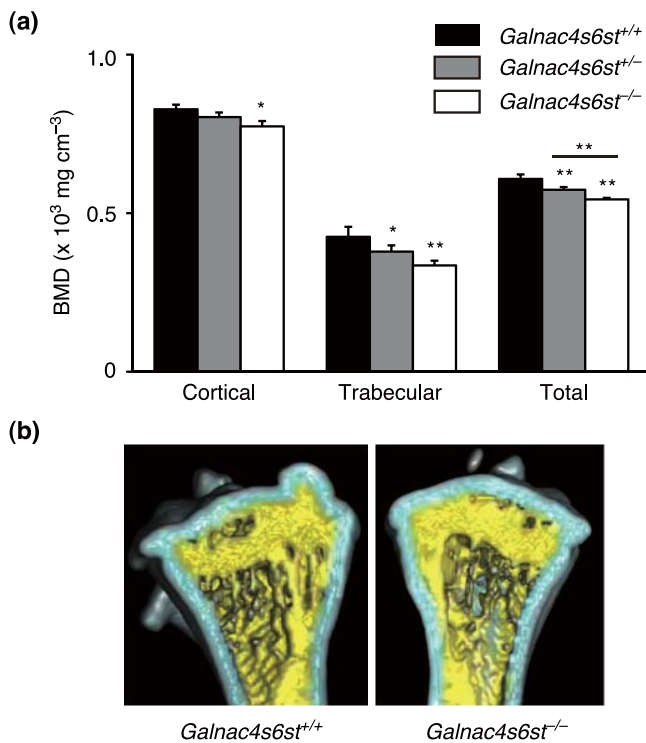 (a)
Galnac4s6st+/+
Galnac4s6st+/−
Galnac4s6st−/−
1.0
0.5
0
BMD (x 10³ mg cm⁻³)
*
*
**
**
**
**
Cortical
Trabecular
Total
(b)
Galnac4s6st+/+
Galnac4s6st−/−